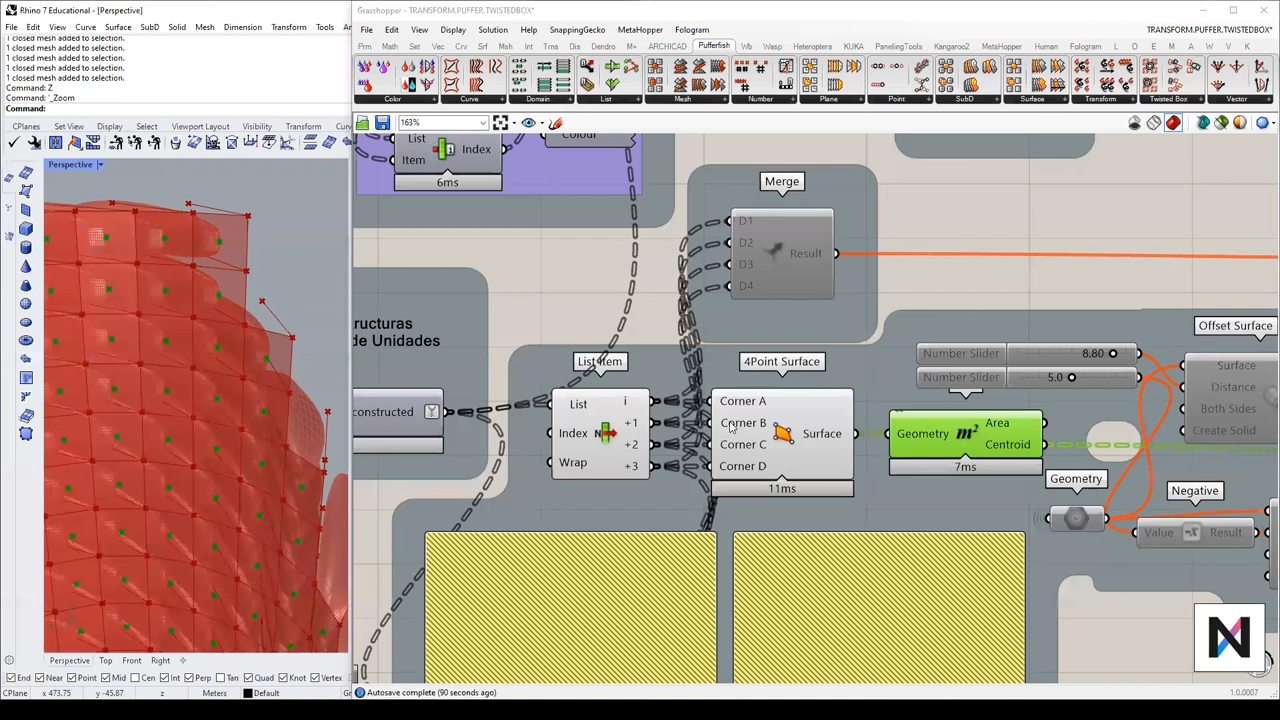 Rhino 7 Educational - [Perspective]
File Edit View Curve Surface SubD Solid Mesh Dimension Transform Tools
1 closed mesh added to selection.
1 closed mesh added to selection.
1 closed mesh added to selection.
1 closed mesh added to selection.
1 closed mesh added to selection.
Command: Z
Command: '_Zoom
Command:
CPlanes Set View Display Select Viewport Layout Visibility Transform
Perspective
Perspective Top Front Right
End Near Point Mid Cen Int Perp Tan Quad Knot Vertex
CPlane x 473.75 y -45.87 z Meters Default
Grasshopper - TRANSFORM.PUFFER.TWISTEDBOX*
File Edit View Display Solution Help SnappingGecko MetaHopper Fologram TRANSFORM.PUFFER.TWISTEDBOX*
Prm Math Set Vec Crv Srf Msh Int Trns Dis Dendro M+ ARCHICAD Pufferfish Wb Wasp Heteroptera KUKA PanelingTools Kangaroo2 MetaHopper Human Fologram L O E M A W V
Color Curve Domain List Mesh Number Plane Point SubD Surface Transform Twisted Box Vector
163%
List
Item
Index
6ms
Colour
Merge
D1
D2
D3
D4
Result
structuras
de Unidades
onstructed
List Item
List
Index
Wrap
i
+1
+2
+3
4Point Surface
Corner A
Corner B
Corner C
Corner D
Surface
11ms
Number Slider 8.80
Number Slider 5.0
Geometry
Area
Centroid
7ms
Offset Surface
Surface
Distance
Both Sides
Create Solid
Geometry
Negative
Value Result
N
Autosave complete (90 seconds ago)
1.0.0007